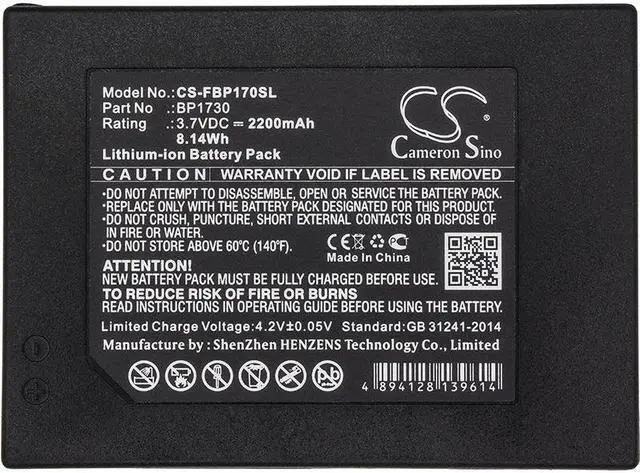 Model No.:CS-FBP170SL
Part No :BP1730
Rating .:3.7VDC ⎓ 2200mAh
8.14Wh
Lithium-ion Battery Pack
CS
Cameron Sino
CAUTION WARRANTY VOID IF LABEL IS REMOVED
•DO NOT ATTEMPT TO DISASSEMBLE, OPEN OR SERVICE THE BATTERY PACK.
•REPLACE ONLY WITH THE BATTERY PACK DESIGNATED FOR THIS PRODUCT.
•DO NOT CRUSH, PUNCTURE, SHORT EXTERNAL CONTACTS OR DISPOSE OF
IN FIRE OR WATER.
•DO NOT STORE ABOVE 60℃ (140℉).
CE
Made In China
ATTENTION!
NEW BATTERY PACK MUST BE FULLY CHARGED BEFORE USE.
TO REDUCE RISK OF FIRE OR BURNS
READ INSTRUCTIONS IN OPERATING MANUAL BEFORE USING BATTERY.
Limited Charge Voltage:4.2V±0.05V Standard:GB 31241-2014
Manufacture by : ShenZhen HENZENS Technology Co., Limited
pb
4 894128 139614